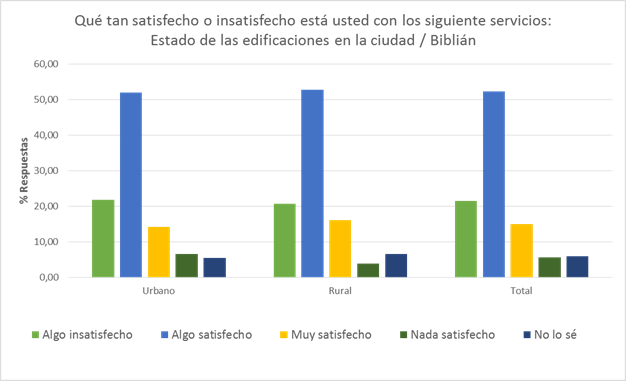 Qué tan satisfecho o insatisfecho está usted con los siguiente servicios:
Estado de las edificaciones en la ciudad / Biblián
60,00
50,00
40,00
30,00
20,00
10,00
0,00
% Respuestas
Urbano Rural Total
Algo insatisfecho Algo satisfecho Muy satisfecho Nada satisfecho No lo sé